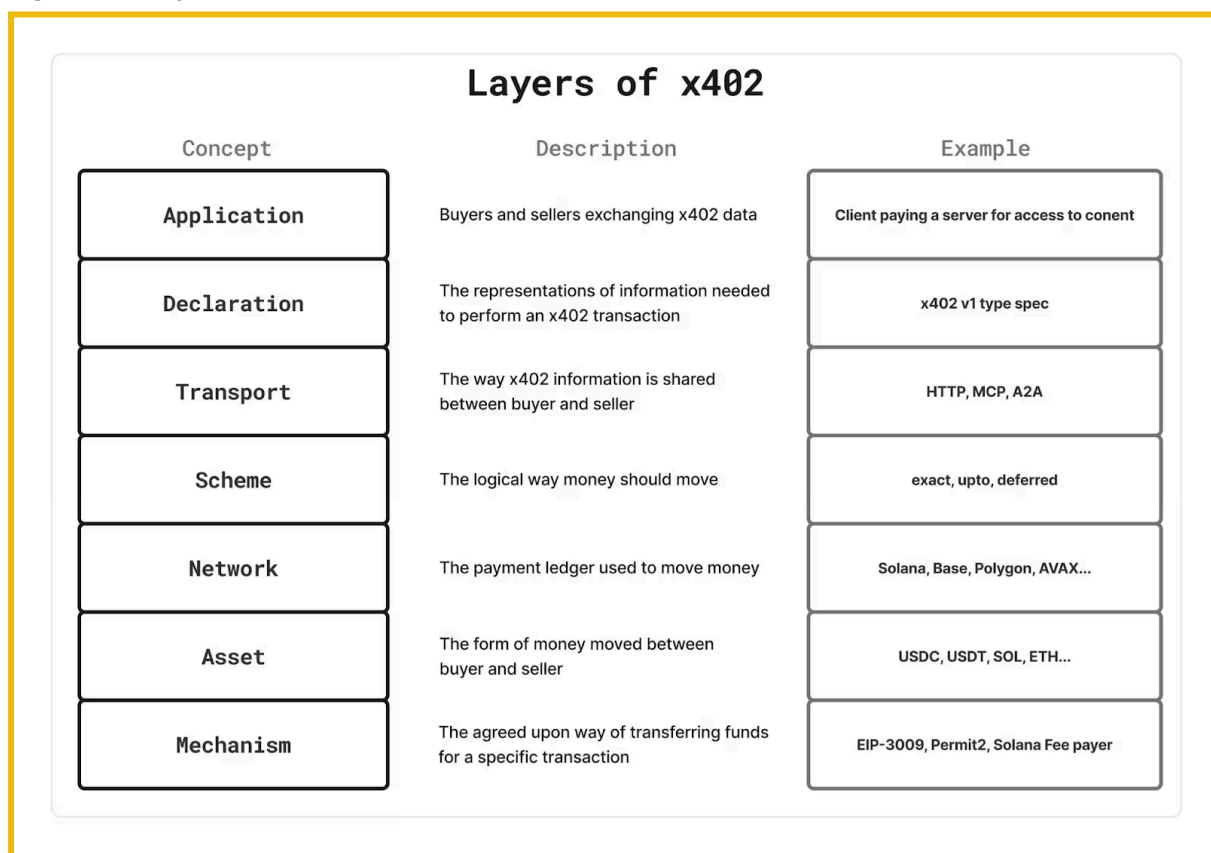 Layers of x402
Concept
Description
Example
Application
Buyers and sellers exchanging x402 data
Client paying a server for access to conent
Declaration
The representations of information needed
to perform an x402 transaction
x402 v1 type spec
Transport
The way x402 information is shared
between buyer and seller
HTTP, MCP, A2A
Scheme
The logical way money should move
exact, upto, deferred
Network
The payment ledger used to move money
Solana, Base, Polygon, AVAX...
Asset
The form of money moved between
buyer and seller
USDC, USDT, SOL, ETH...
Mechanism
The agreed upon way of transferring funds
for a specific transaction
EIP-3009, Permit2, Solana Fee payer